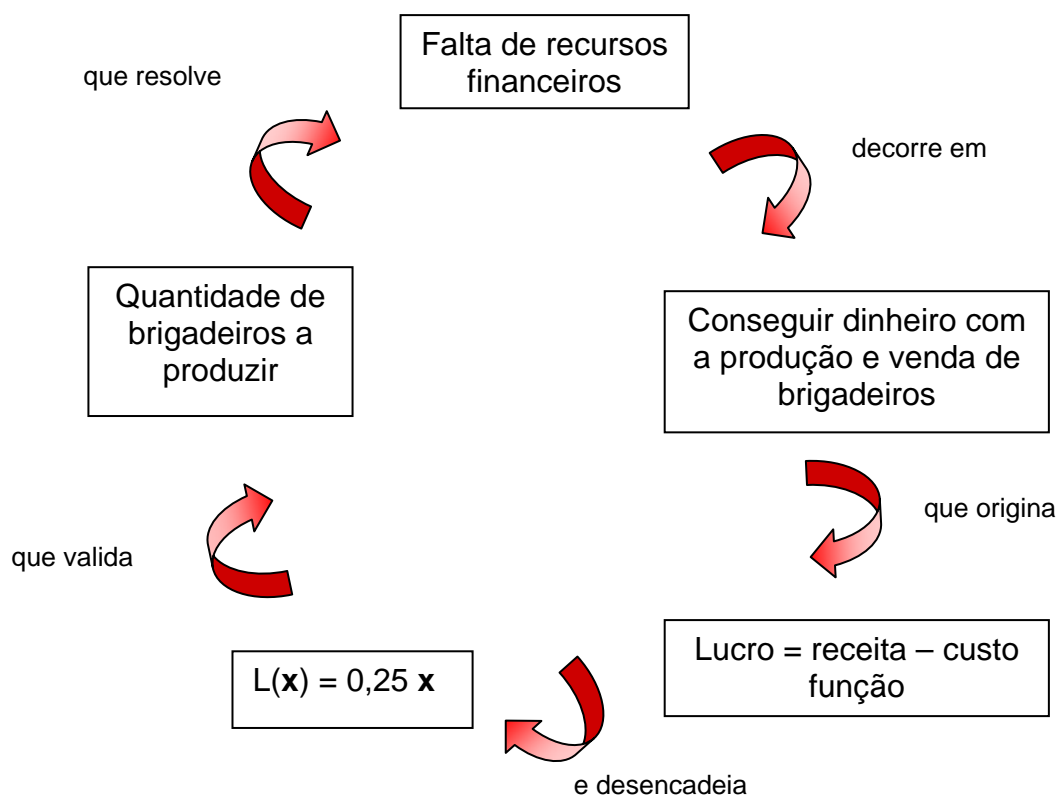 Falta de recursos
financeiros
que resolve
decorre em
Quantidade de
brigadeiros a
produzir
Conseguir dinheiro com
a produção e venda de
brigadeiros
que origina
que valida
Lucro = receita – custo
função
L(x) = 0,25 x
e desencadeia